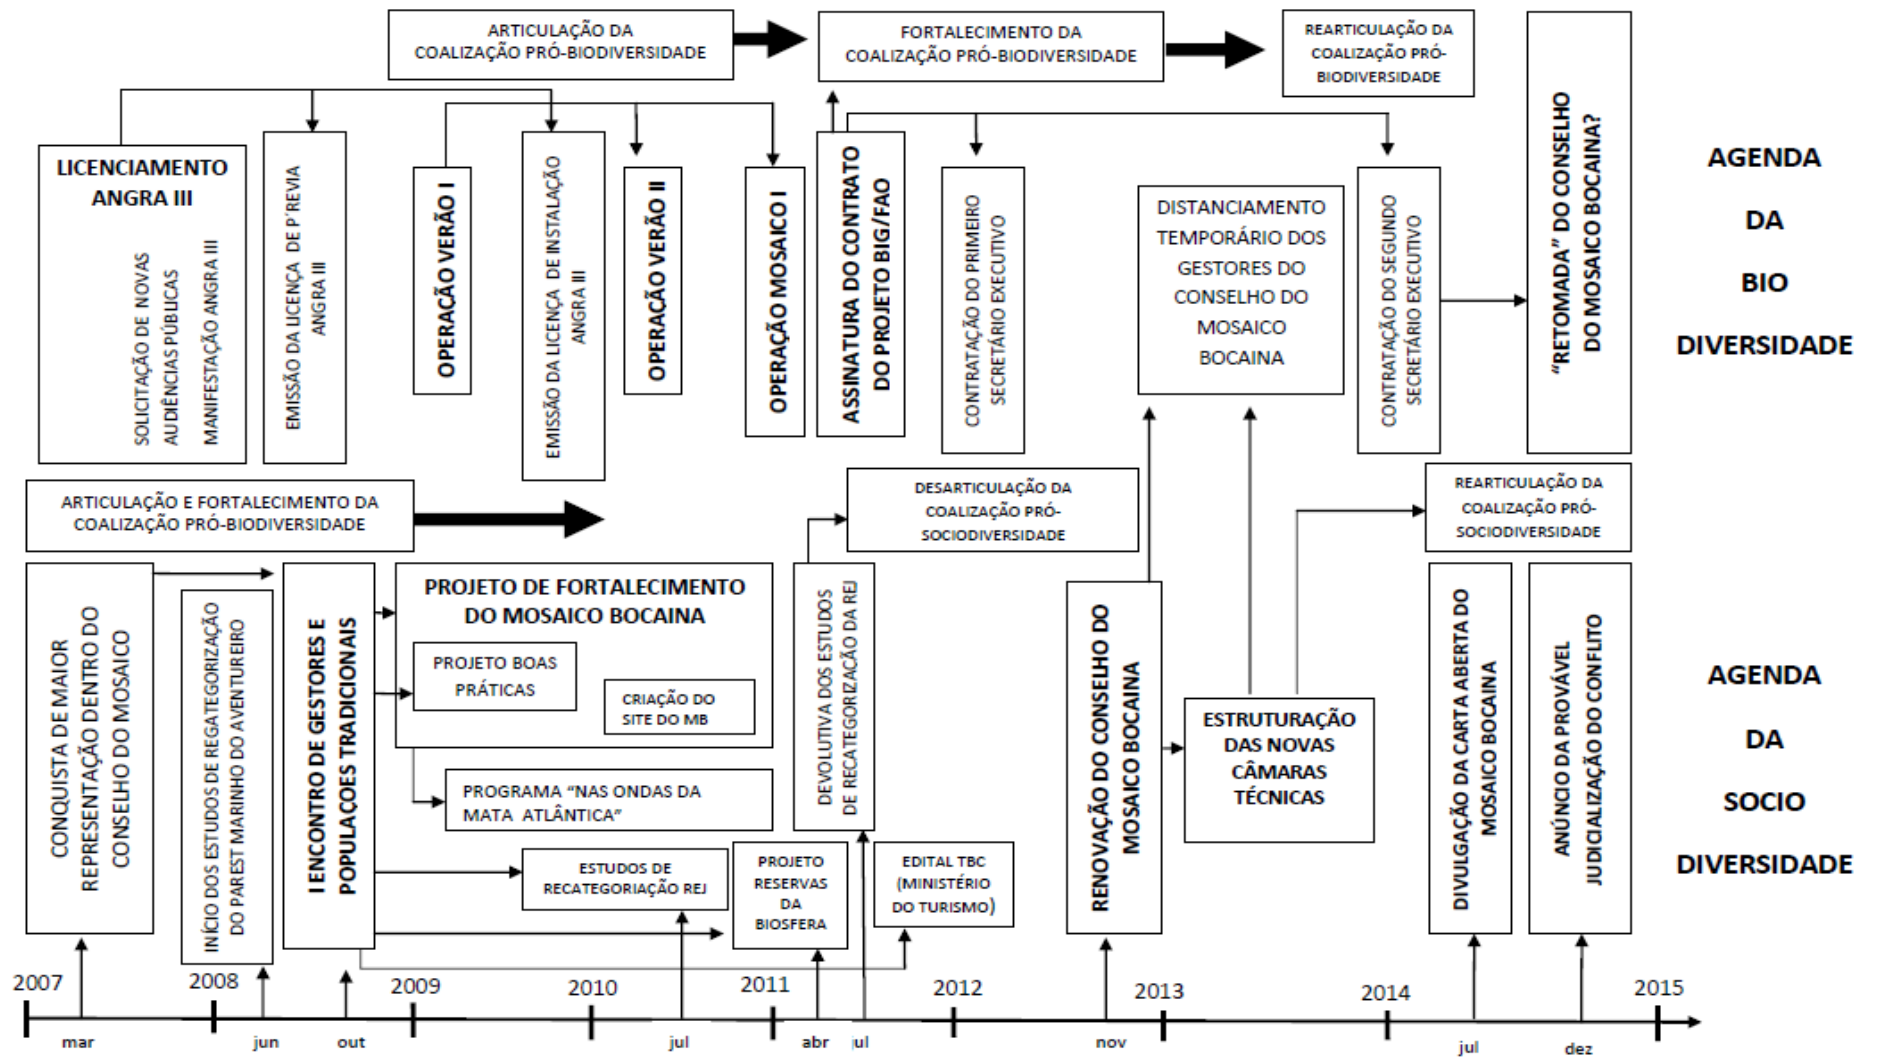 ARTICULAÇÃO DA
COALIZAÇÃO PRÓ-BIODIVERSIDADE
FORTALECIMENTO DA
COALIZAÇÃO PRÓ-BIODIVERSIDADE
REARTICULAÇÃO DA
COALIZAÇÃO PRÓ-
BIODIVERSIDADE
LICENCIAMENTO
ANGRA III
SOLICITAÇÃO DE NOVAS
AUDIÊNCIAS PÚBLICAS
MANIFESTAÇÃO ANGRA III
EMISSÃO DA LICENÇA DE P´REVIA
ANGRA III
OPERAÇÃO VERÃO I
EMISSÃO DA LICENÇA DE INSTALAÇÃO
ANGRA III
OPERAÇÃO VERÃO II
OPERAÇÃO MOSAICO I
ASSINATURA DO CONTRATO
DO PROJETO BIG/FAO
CONTRATAÇÃO DO PRIMEIRO
SECRETÁRIO EXECUTIVO
DISTANCIAMENTO
TEMPORÁRIO DOS
GESTORES DO
CONSELHO DO
MOSAICO
BOCAINA
CONTRATAÇÃO DO SEGUNDO
SECRETÁRIO EXECUTIVO
“RETOMADA” DO CONSELHO
DO MOSAICO BOCAINA?
AGENDA
DA
BIO
DIVERSIDADE
ARTICULAÇÃO E FORTALECIMENTO DA
COALIZAÇÃO PRÓ-BIODIVERSIDADE
DESARTICULAÇÃO DA
COALIZAÇÃO PRÓ-
SOCIODIVERSIDADE
REARTICULAÇÃO DA
COALIZAÇÃO PRÓ-
SOCIODIVERSIDADE
CONQUISTA DE MAIOR
REPRESENTAÇÃO DENTRO DO
CONSELHO DO MOSAICO
INÍCIO DOS ESTUDOS DE REGATEGORIZAÇÃO
DO PAREST MARINHO DO AVENTUREIRO
I ENCONTRO DE GESTORES E
POPULAÇOES TRADICIONAIS
PROJETO DE FORTALECIMENTO
DO MOSAICO BOCAINA
PROJETO BOAS
PRÁTICAS
CRIAÇÃO DO
SITE DO MB
PROGRAMA “NAS ONDAS DA
MATA ATLÂNTICA”
ESTUDOS DE
RECATEGORIAÇÃO REJ
PROJETO
RESERVAS
DA
BIOSFERA
DEVOLUTIVA DOS ESTUDOS
DE RECATEGORIZAÇÃO DA REJ
EDITAL TBC
(MINISTÉRIO
DO TURISMO)
RENOVAÇÃO DO CONSELHO DO
MOSAICO BOCAINA
ESTRUTURAÇÃO
DAS NOVAS
CÂMARAS
TÉCNICAS
DIVULGAÇÃO DA CARTA ABERTA DO
MOSAICO BOCAINA
ANÚNCIO DA PROVÁVEL
JUDICIALIZAÇÃO DO CONFLITO
AGENDA
DA
SOCIO
DIVERSIDADE
2007 2008 2009 2010 2011 2012 2013 2014 2015
mar jun out jul abr jul nov jul dez